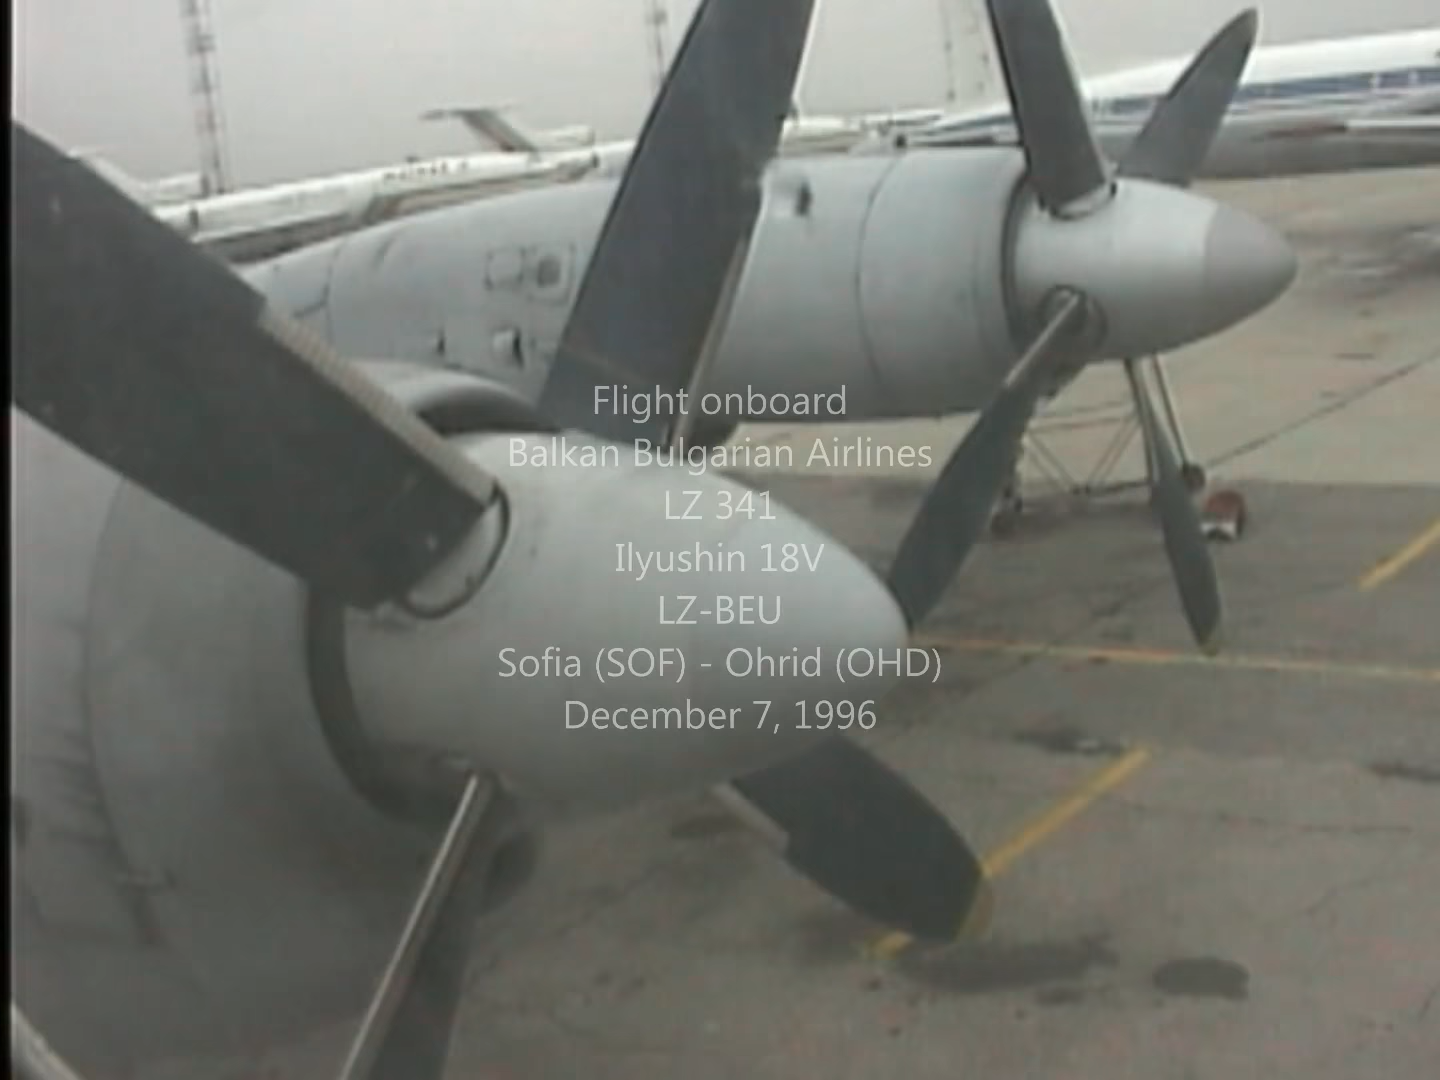 Flight onboard
Balkan Bulgarian Airlines
LZ 341
Ilyushin 18V
LZ-BEU
Sofia (SOF) - Ohrid (OHD)
December 7, 1996